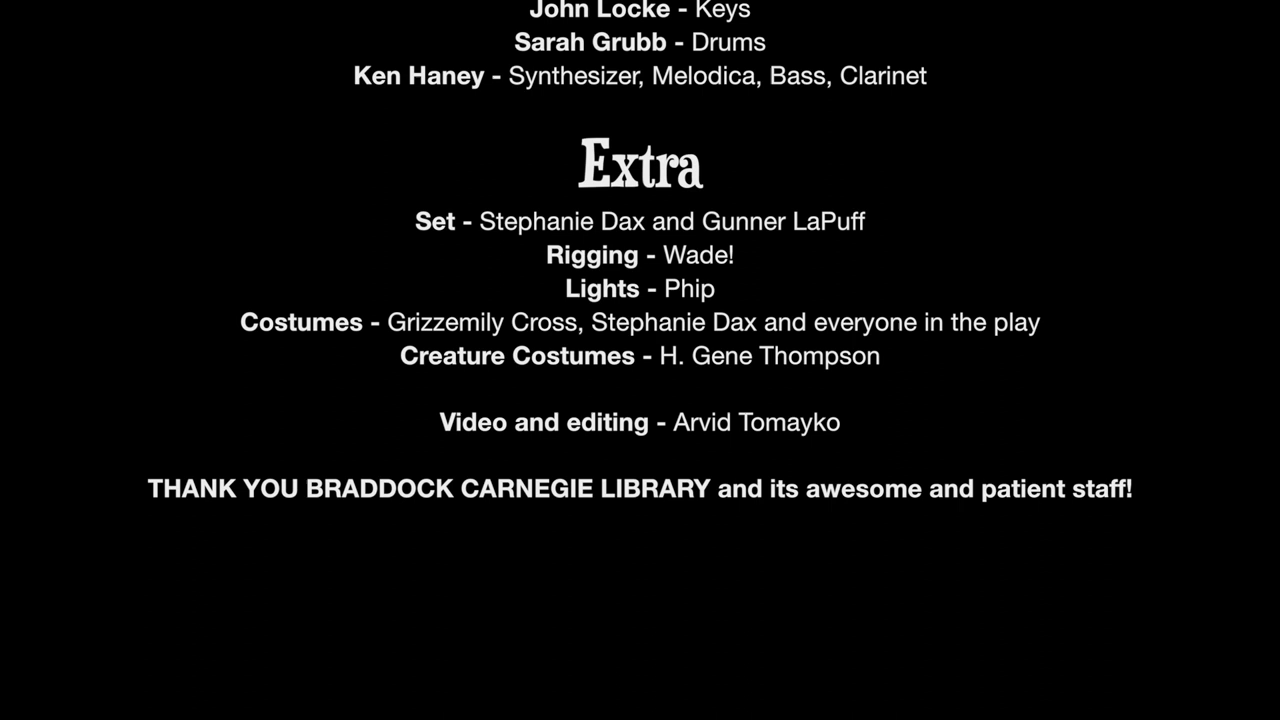 John Locke - Keys
Sarah Grubb - Drums
Ken Haney - Synthesizer, Melodica, Bass, Clarinet
Extra
Set - Stephanie Dax and Gunner LaPuff
Rigging - Wade!
Lights - Phip
Costumes - Grizzemily Cross, Stephanie Dax and everyone in the play
Creature Costumes - H. Gene Thompson
Video and editing - Arvid Tomayko
THANK YOU BRADDOCK CARNEGIE LIBRARY and its awesome and patient staff!